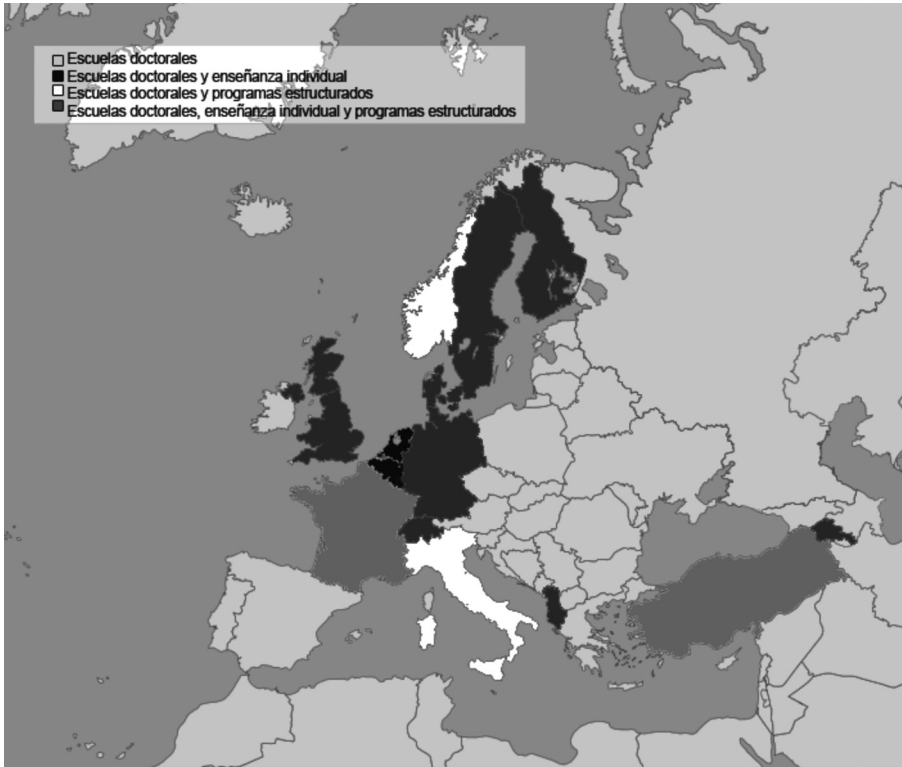 Escuelas doctorales
Escuelas doctorales y enseñanza individual
Escuelas doctorales y programas estructurados
Escuelas doctorales, enseñanza individual y programas estructurados